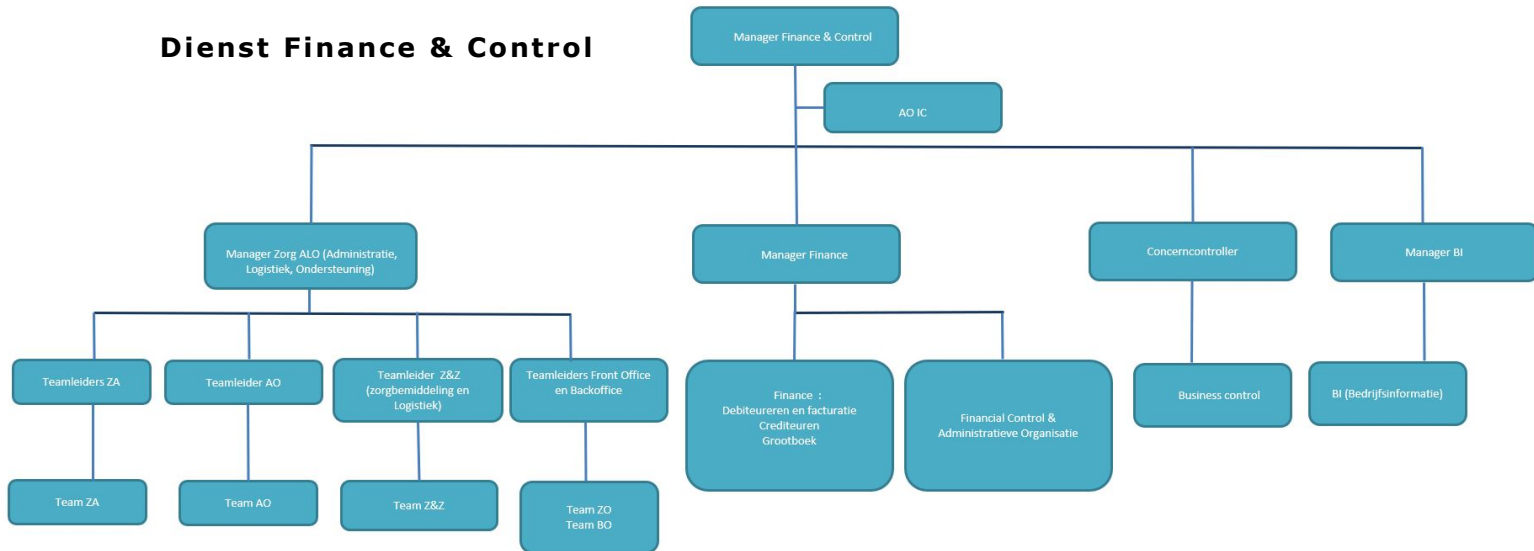 Dienst Finance & Control
Manager Finance & Control
AO IC
Manager Zorg ALO (Administratie,
Logistiek, Ondersteuning)
Manager Finance
Concerncontroller
Manager BI
Teamleiders ZA
Teamleider AO
Teamleider Z&Z
(zorgbemiddeling en
Logistiek)
Teamleiders Front Office
en Backoffice
Finance :
Debiteureren en facturatie
Crediteuren
Grootboek
Financial Control &
Administratieve Organisatie
Business control
BI (Bedrijfsinformatie)
Team ZA
Team AO
Team Z&Z
Team ZO
Team BO